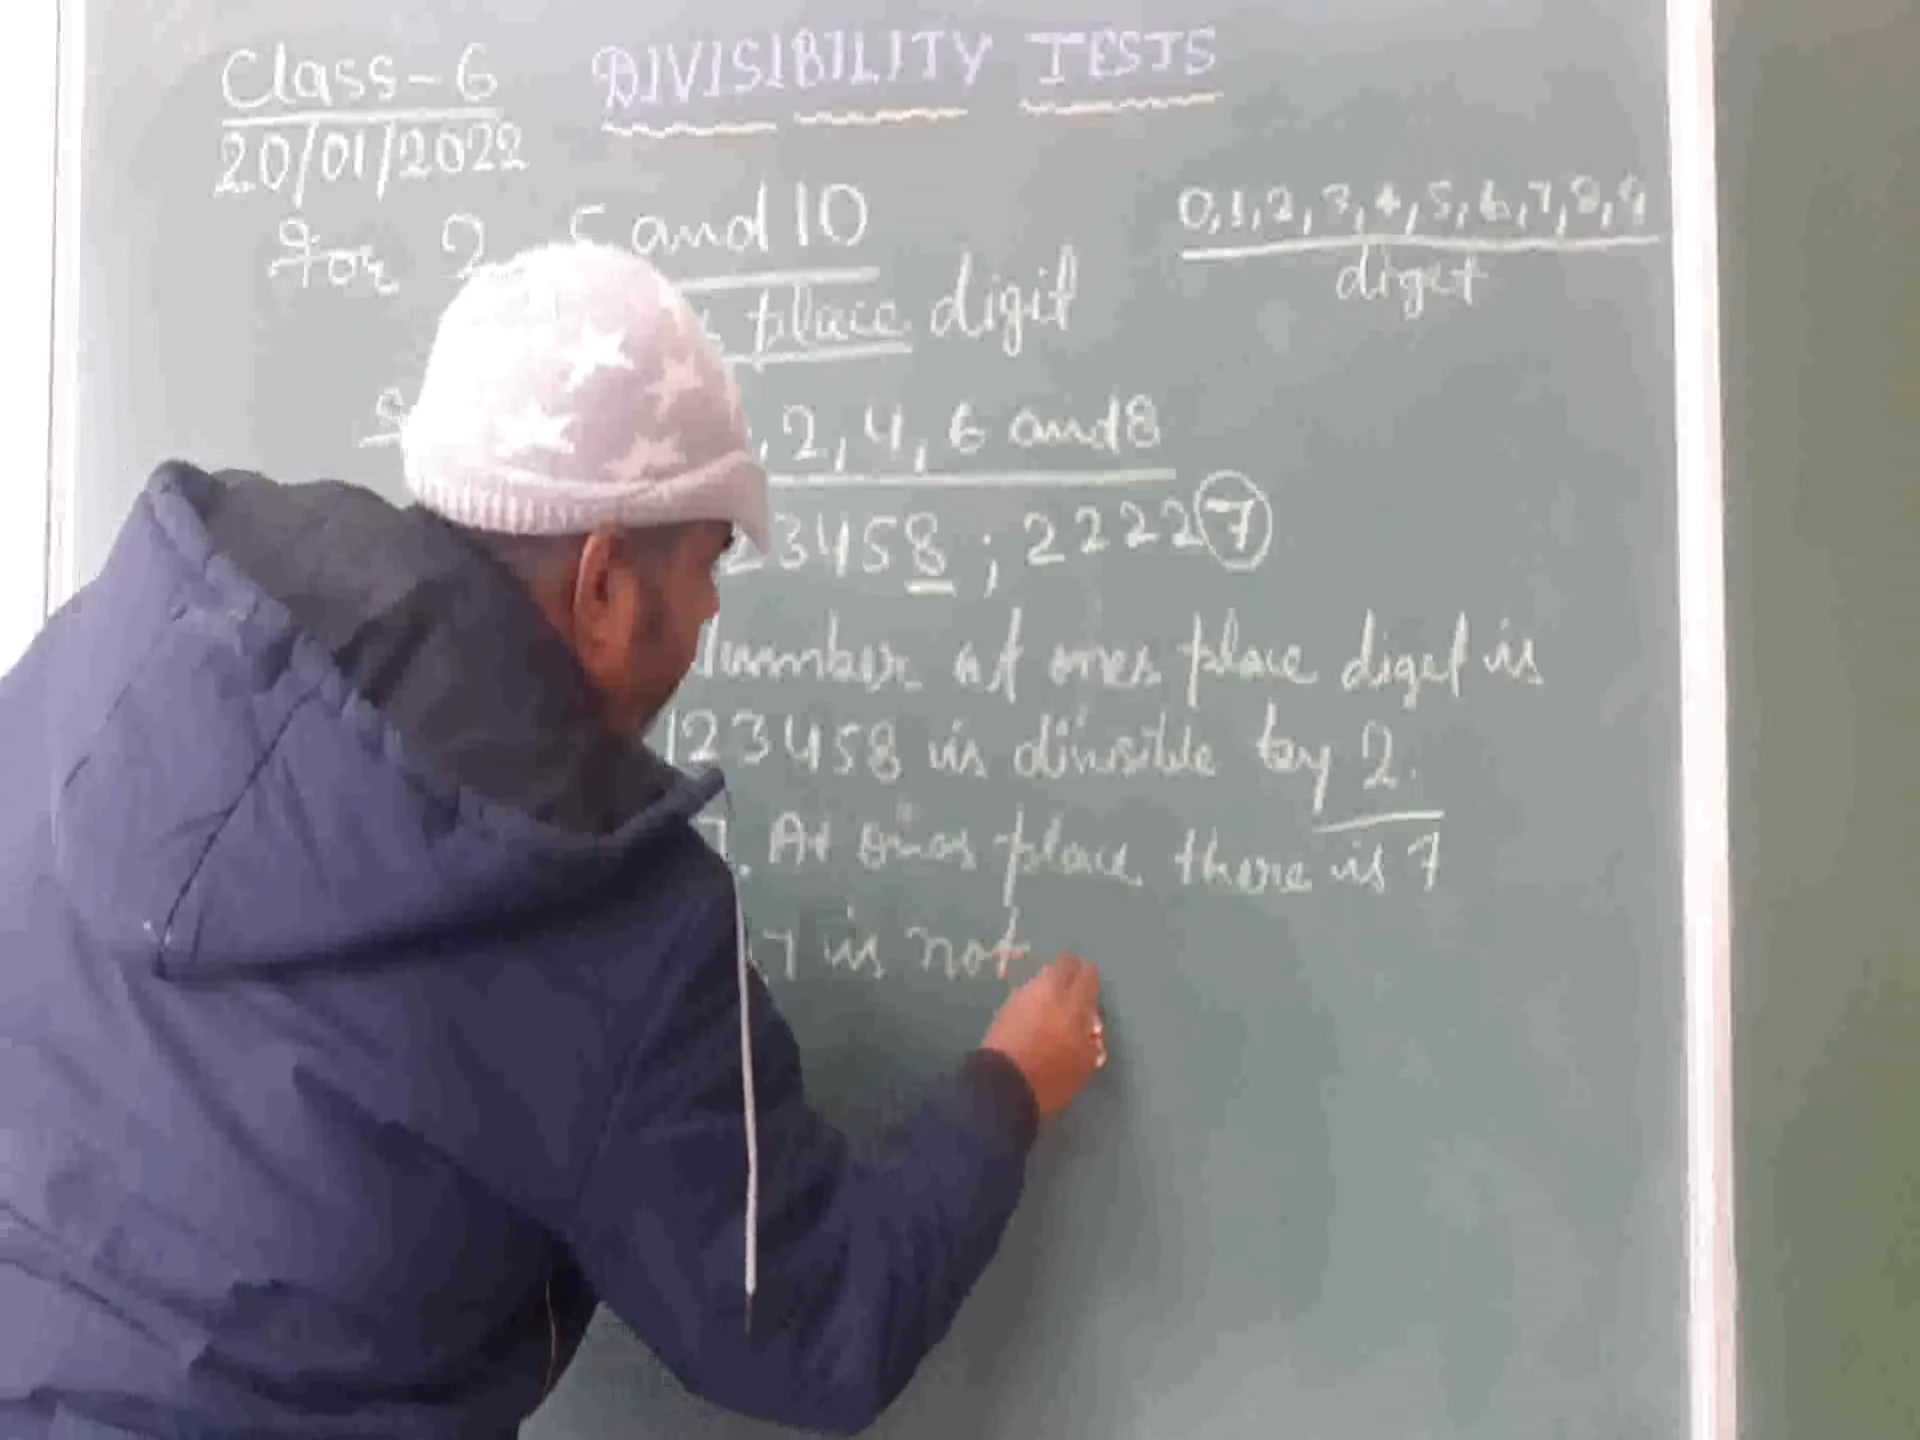 Class-6 DIVISIBILITY TESTS
20/01/2022
for 2, 5 and 10
0,1,2,3,4,5,6,7,8,9
digit
place digit
2, 4, 6 and 8
23458 ; 22227
Number at ones place digit is
123458 is divisible by 2.
7. At ones place there is 7
7 is not